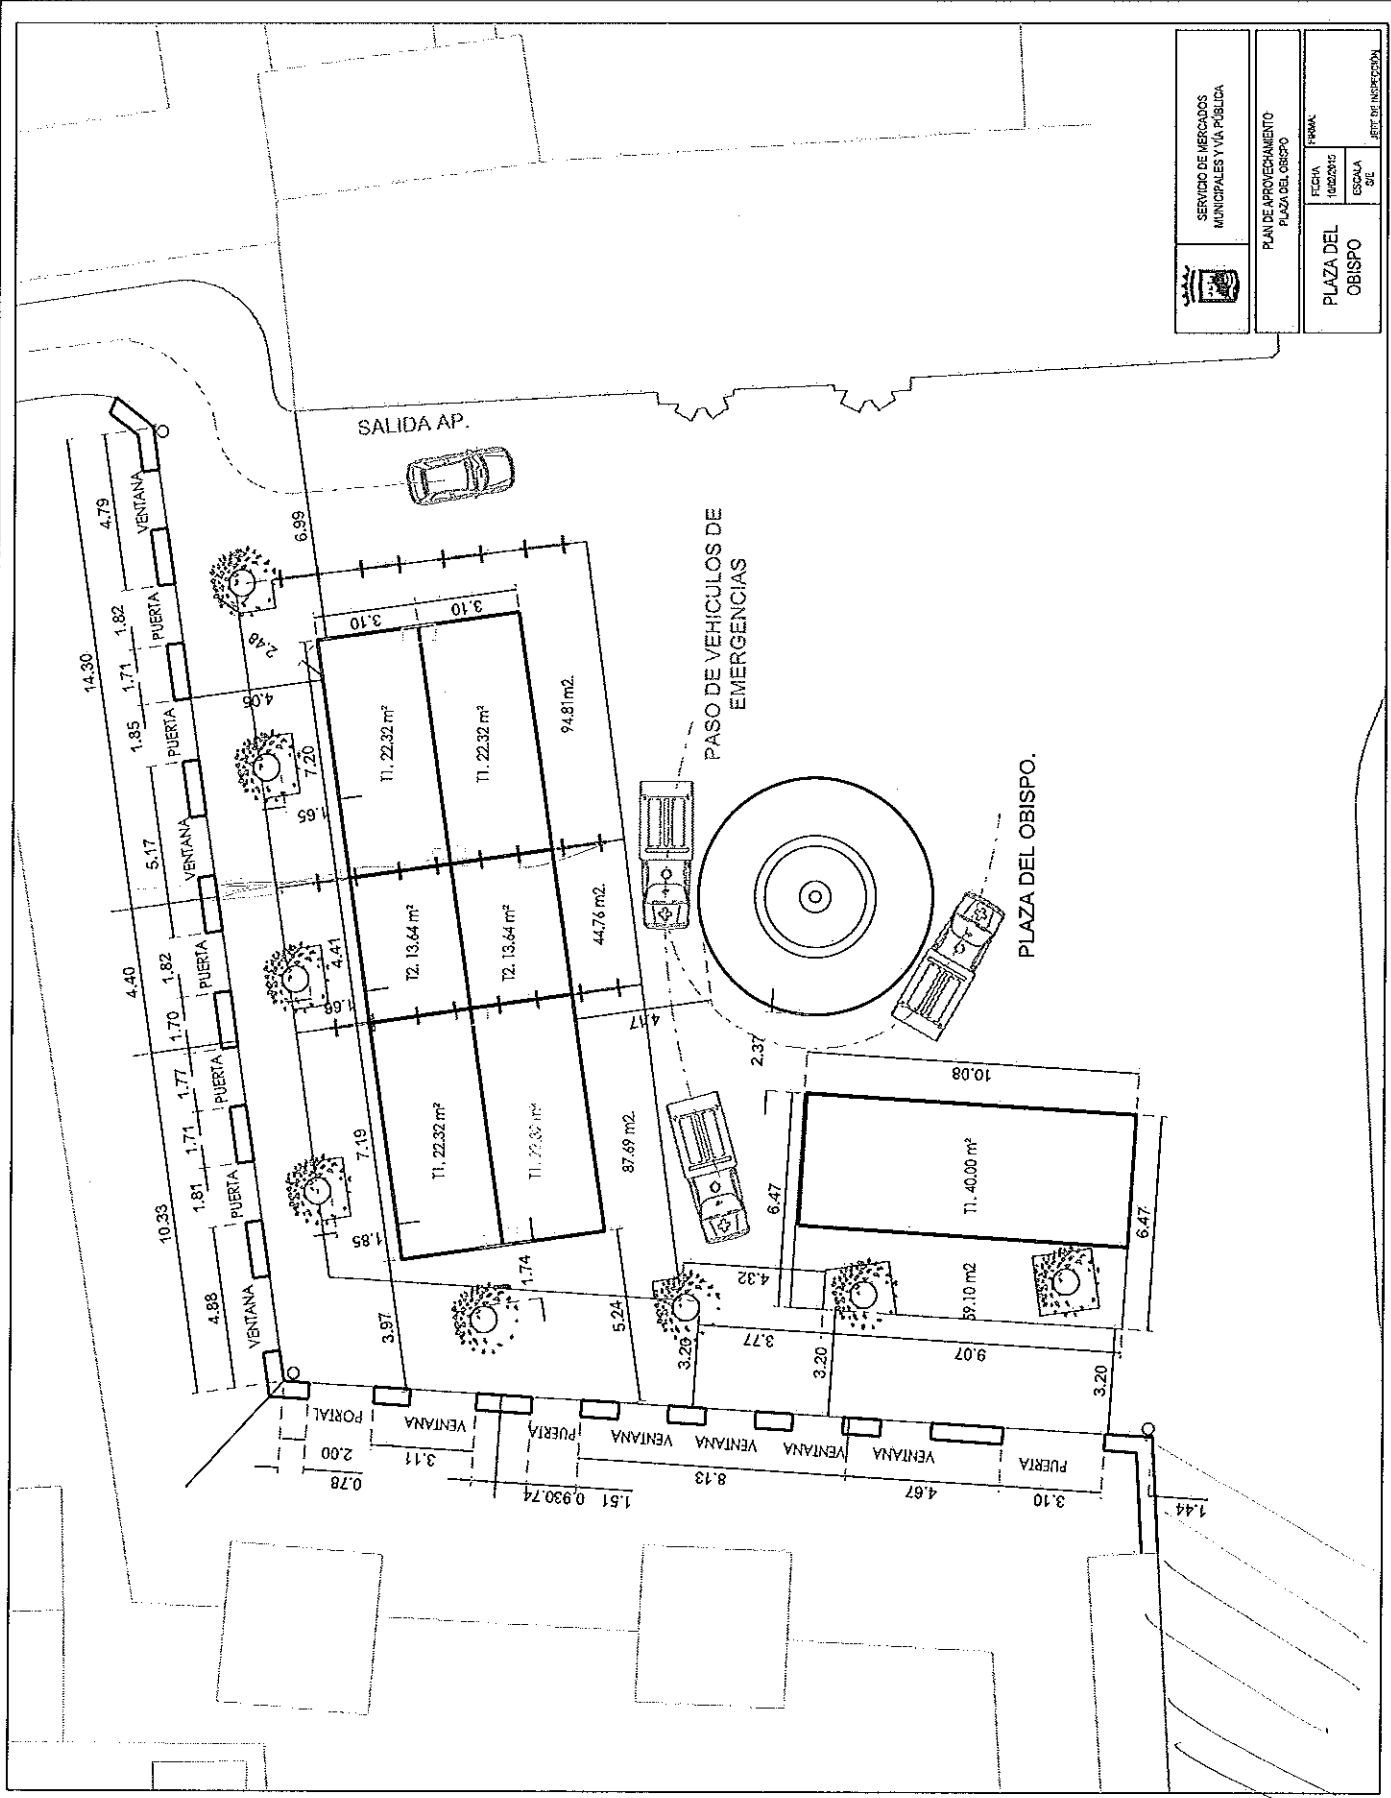 SERVICIO DE MERCADOS
MUNICIPALES Y VÍA PÚBLICA
PLAN DE APROVECHAMIENTO
PLAZA DEL OBISPO
PLAZA DEL
OBISPO
FECHA
ESCALA
S/E
FIRMA:
JEFE DE INSPECCIÓN
SALIDA AP.
PASO DE VEHICULOS DE
EMERGENCIAS
PLAZA DEL OBISPO.
14.30
4.40
10.33
4.79
1.82
1.71
1.85
5.17
1.82
1.70
1.77
1.71
1.81
4.88
VENTANA
PUERTA
PUERTA
VENTANA
PUERTA
PUERTA
PUERTA
VENTANA
6.99
2.48
4.06
7.20
1.65
4.41
1.66
7.19
1.85
3.97
3.10
3.10
T1. 22.32 m²
T1. 22.32 m²
94.81m2.
T2. 13.64 m²
T2. 13.64 m²
44.76 m2.
T1. 22.32 m²
T1. 22.32 m²
87.69 m2.
4.17
2.37
1.74
5.24
3.20
4.32
3.77
3.20
9.07
3.20
6.47
10.08
6.47
T1. 40.00 m²
59.10 m2
PORTAL
VENTANA
PUERTA
VENTANA
VENTANA
VENTANA
VENTANA
PUERTA
2.00
0.78
3.11
0.74
0.93
1.51
8.13
4.67
3.10
1.44